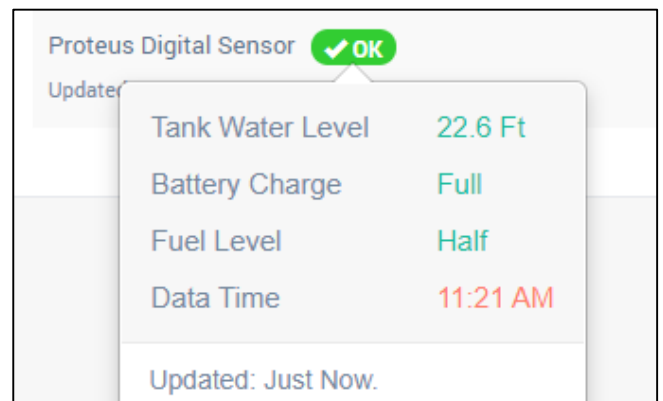 Proteus Digital Sensor ✔ OK
Updated
Tank Water Level 22.6 Ft
Battery Charge Full
Fuel Level Half
Data Time 11:21 AM
Updated: Just Now.